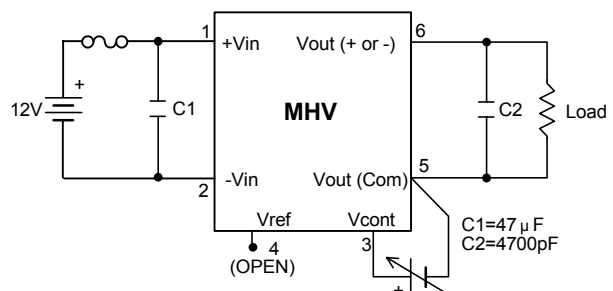 1
+Vin
Vout (+ or -)
6
+
12V
C1
MHV
C2
Load
2
-Vin
Vout (Com)
5
Vref
Vcont
4
(OPEN)
3
+
C1=47μF
C2=4700pF